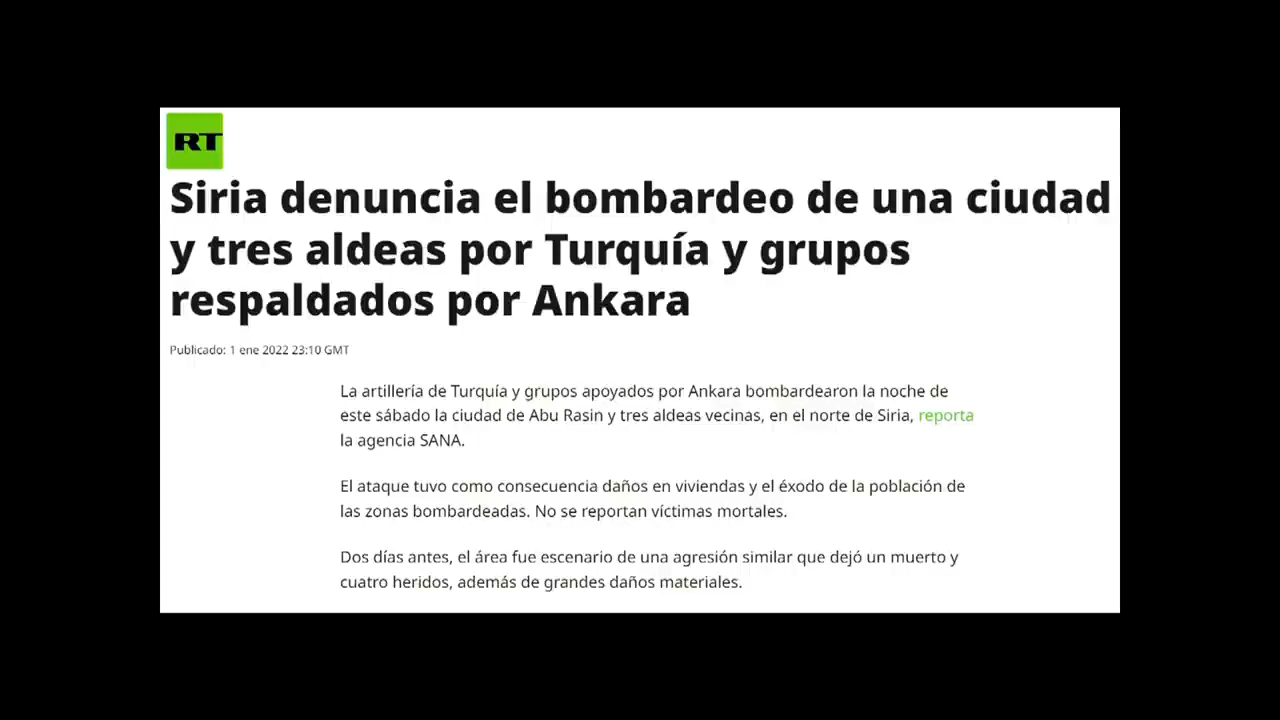 RT
Siria denuncia el bombardeo de una ciudad
y tres aldeas por Turquía y grupos
respaldados por Ankara
Publicado: 1 ene 2022 23:10 GMT
La artillería de Turquía y grupos apoyados por Ankara bombardearon la noche de
este sábado la ciudad de Abu Rasin y tres aldeas vecinas, en el norte de Siria, reporta
la agencia SANA.
El ataque tuvo como consecuencia daños en viviendas y el éxodo de la población de
las zonas bombardeadas. No se reportan víctimas mortales.
Dos días antes, el área fue escenario de una agresión similar que dejó un muerto y
cuatro heridos, además de grandes daños materiales.